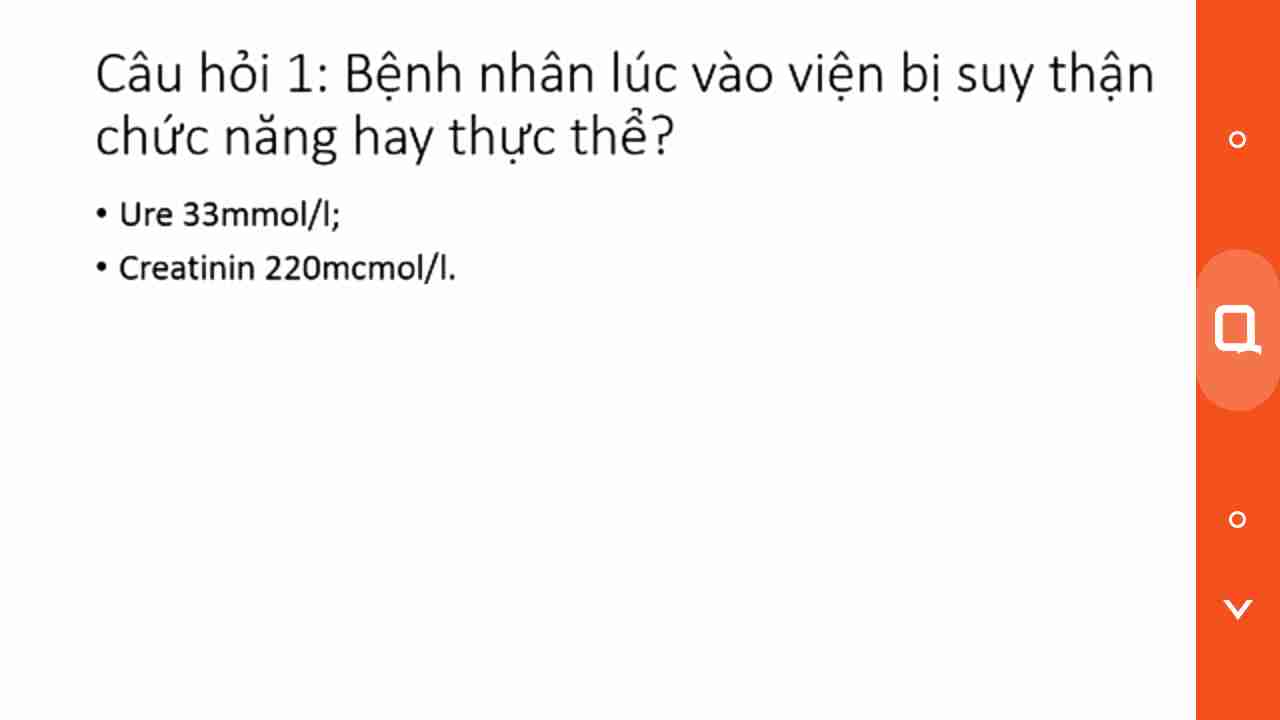 Câu hỏi 1: Bệnh nhân lúc vào viện bị suy thận
chức năng hay thực thể?
• Ure 33mmol/l;
• Creatinin 220mcmol/l.